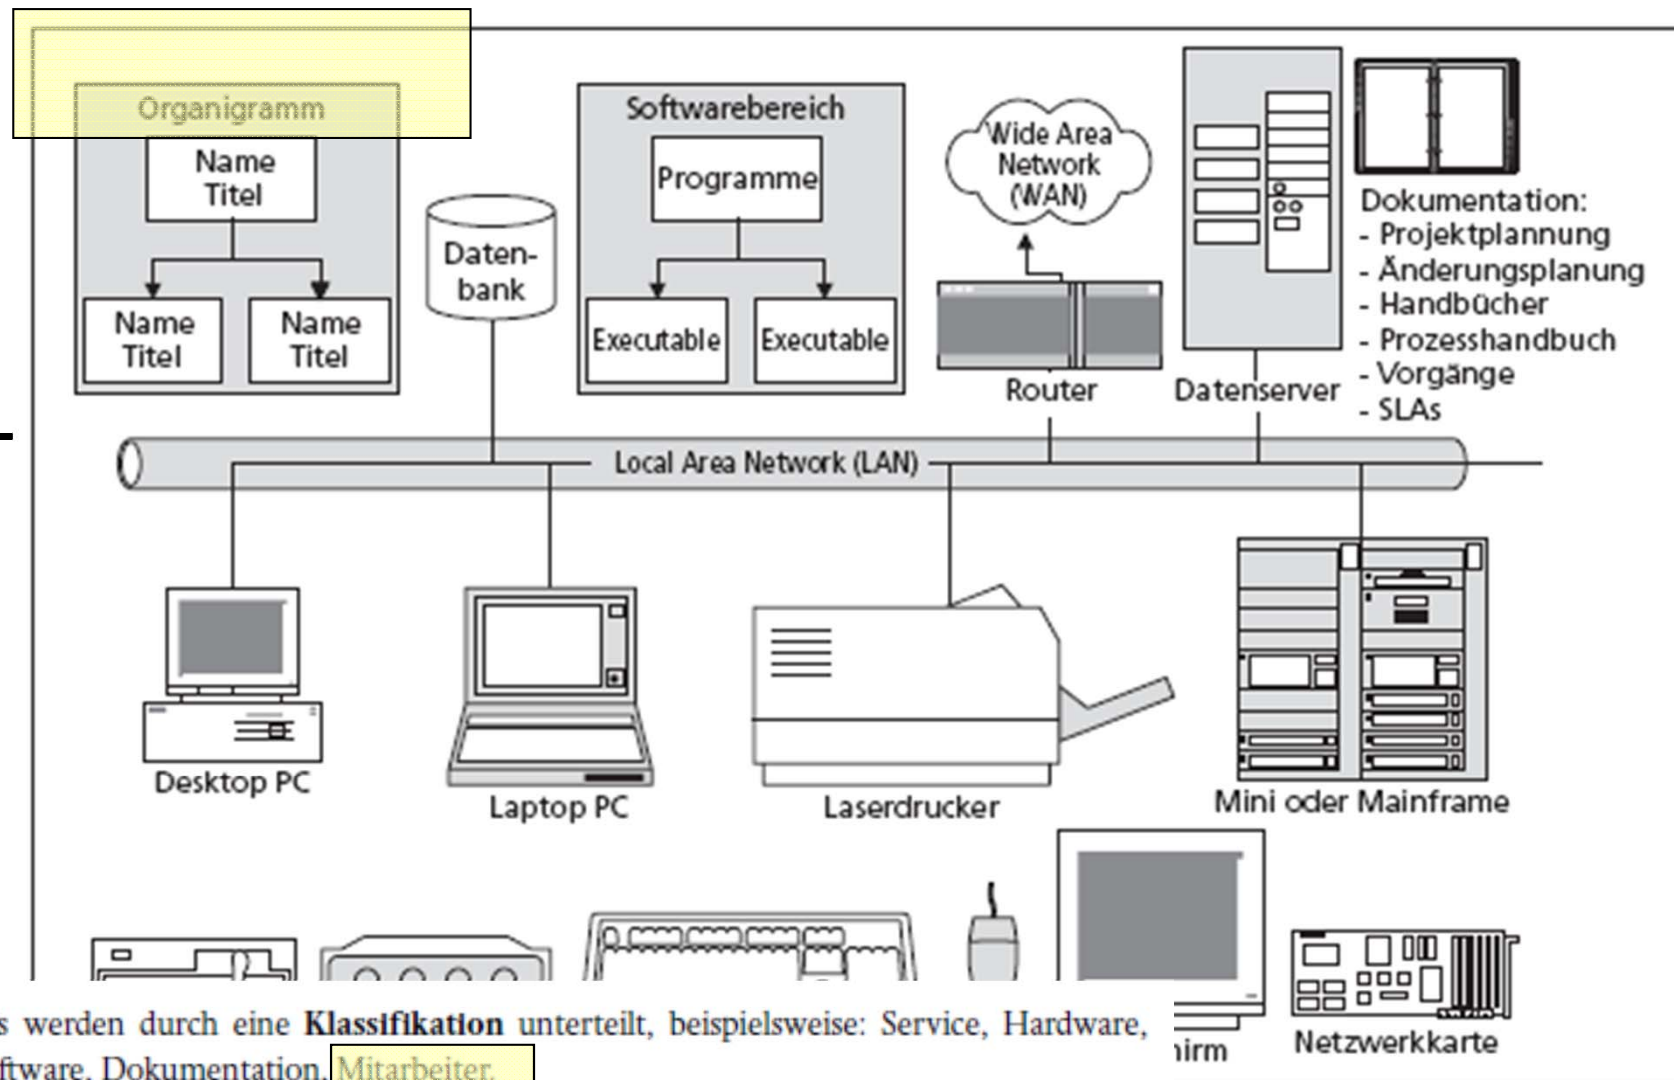 Organigramm
Name
Titel
Name
Titel
Name
Titel
Daten-
bank
Softwarebereich
Programme
Executable
Executable
Wide Area
Network
(WAN)
Router
Datenserver
Dokumentation:
- Projektplannung
- Änderungsplanung
- Handbücher
- Prozesshandbuch
- Vorgänge
- SLAs
Local Area Network (LAN)
Desktop PC
Laptop PC
Laserdrucker
Mini oder Mainframe
Netzwerkkarte
werden durch eine Klassifikation unterteilt, beispielsweise: Service, Hardware,
Dokumentation, Mitarbeiter.